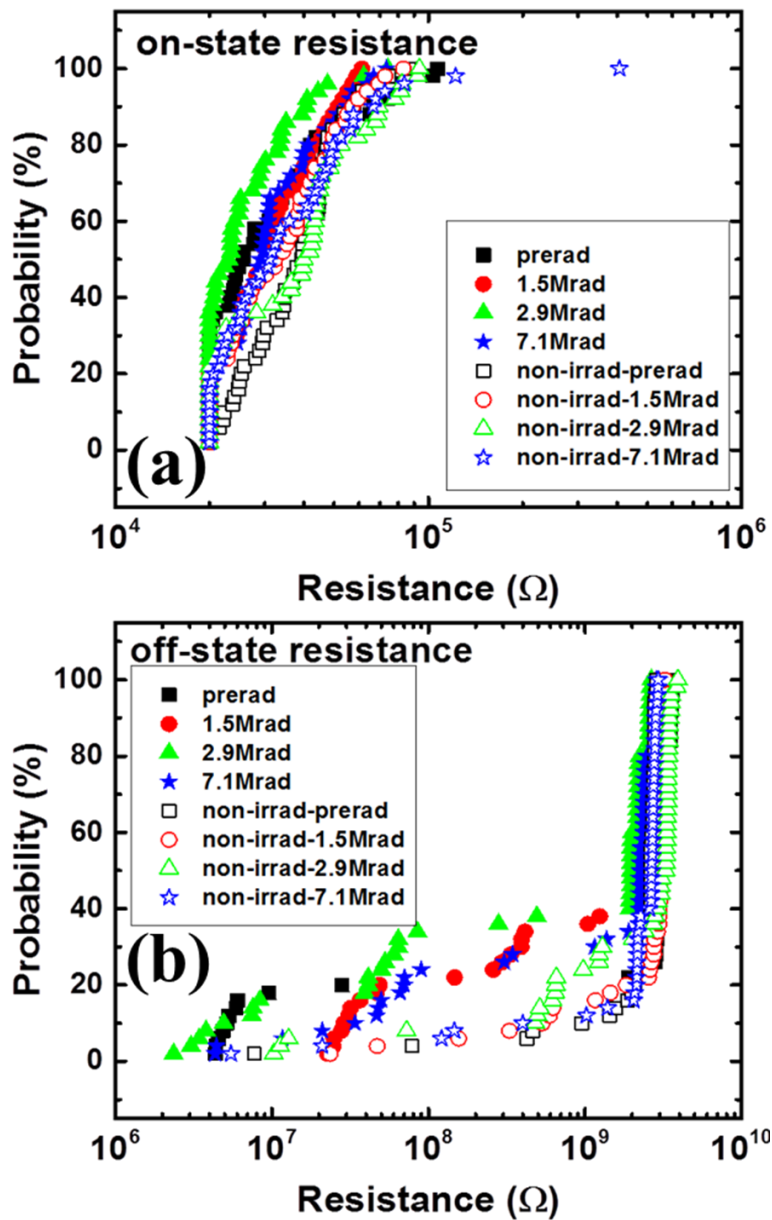 on-state resistance
100
80
60
40
20
0
Probability (%)
prerad
1.5Mrad
2.9Mrad
7.1Mrad
non-irrad-prerad
non-irrad-1.5Mrad
non-irrad-2.9Mrad
non-irrad-7.1Mrad
(a)
10⁴ 10⁵ 10⁶
Resistance (Ω)
off-state resistance
100
80
60
40
20
0
Probability (%)
prerad
1.5Mrad
2.9Mrad
7.1Mrad
non-irrad-prerad
non-irrad-1.5Mrad
non-irrad-2.9Mrad
non-irrad-7.1Mrad
(b)
10⁶ 10⁷ 10⁸ 10⁹ 10¹⁰
Resistance (Ω)